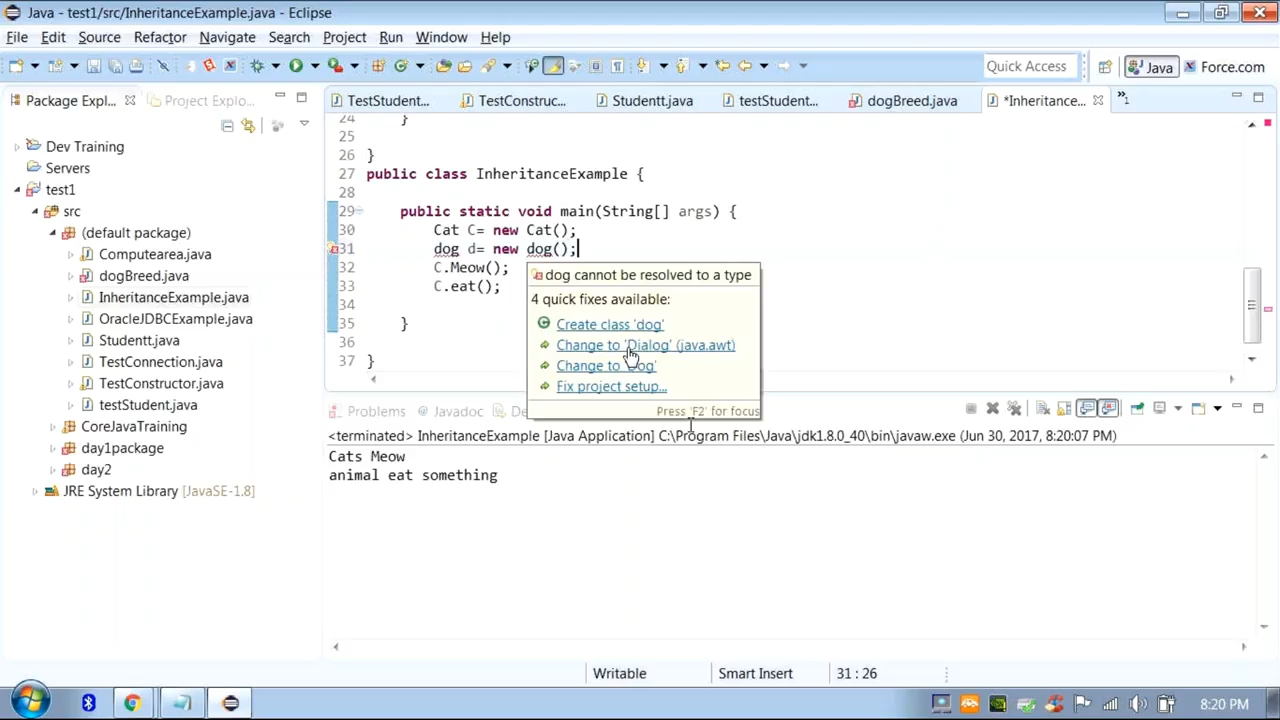 Java - test1/src/InheritanceExample.java - Eclipse
File Edit Source Refactor Navigate Search Project Run Window Help
Quick Access
Java
Force.com
Package Expl...
Project Explo...
TestStudent...
TestConstruc...
Studentt.java
testStudent...
dogBreed.java
*Inheritance...
»1
Dev Training
Servers
test1
src
(default package)
Computearea.java
dogBreed.java
InheritanceExample.java
OracleJDBCExample.java
Studentt.java
TestConnection.java
TestConstructor.java
testStudent.java
CoreJavaTraining
day1package
day2
JRE System Library [JavaSE-1.8]
24 }
25
26 }
27 public class InheritanceExample {
28
29 public static void main(String[] args) {
30 Cat C= new Cat();
31 dog d= new dog();
32 C.Meow();
33 C.eat();
34
35 }
36
37 }
dog cannot be resolved to a type
4 quick fixes available:
Create class 'dog'
Change to 'Dialog' (java.awt)
Change to 'Dog'
Fix project setup...
Press 'F2' for focus
Problems @ Javadoc De
<terminated> InheritanceExample [Java Application] C:\Program Files\Java\jdk1.8.0_40\bin\javaw.exe (Jun 30, 2017, 8:20:07 PM)
Cats Meow
animal eat something
Writable
Smart Insert
31 : 26
8:20 PM